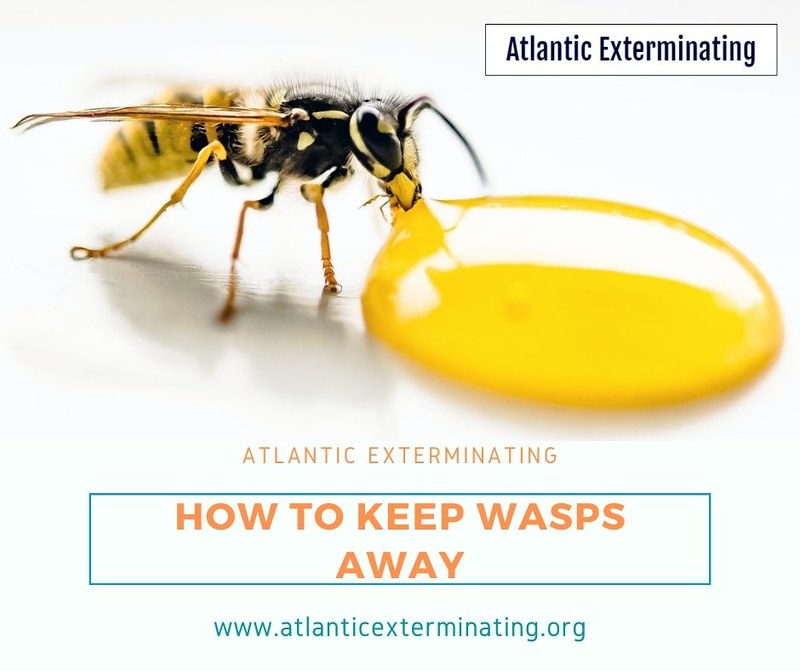 Atlantic Exterminating
ATLANTIC EXTERMINATING
HOW TO KEEP WASPS
AWAY
www.atlanticexterminating.org